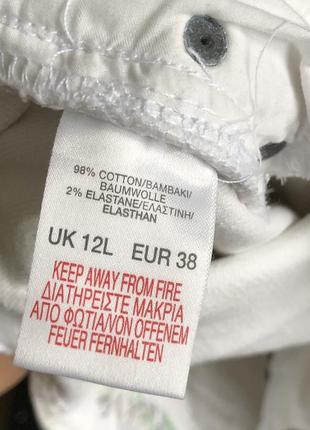 98% COTTON/BAMBAKI/
BAUMWOLLE
2% ELASTANE/ΕΛΑΣΤΙΝΗ/
ELASTHAN
UK 12L EUR 38
KEEP AWAY FROM FIRE
ΔΙΑΤΗΡΕΙΣΤΕ ΜΑΚΡΙΑ
ΑΠΟ ΦΩΤΙΑ/VON OFFENEM
FEUER FERNHALTEN